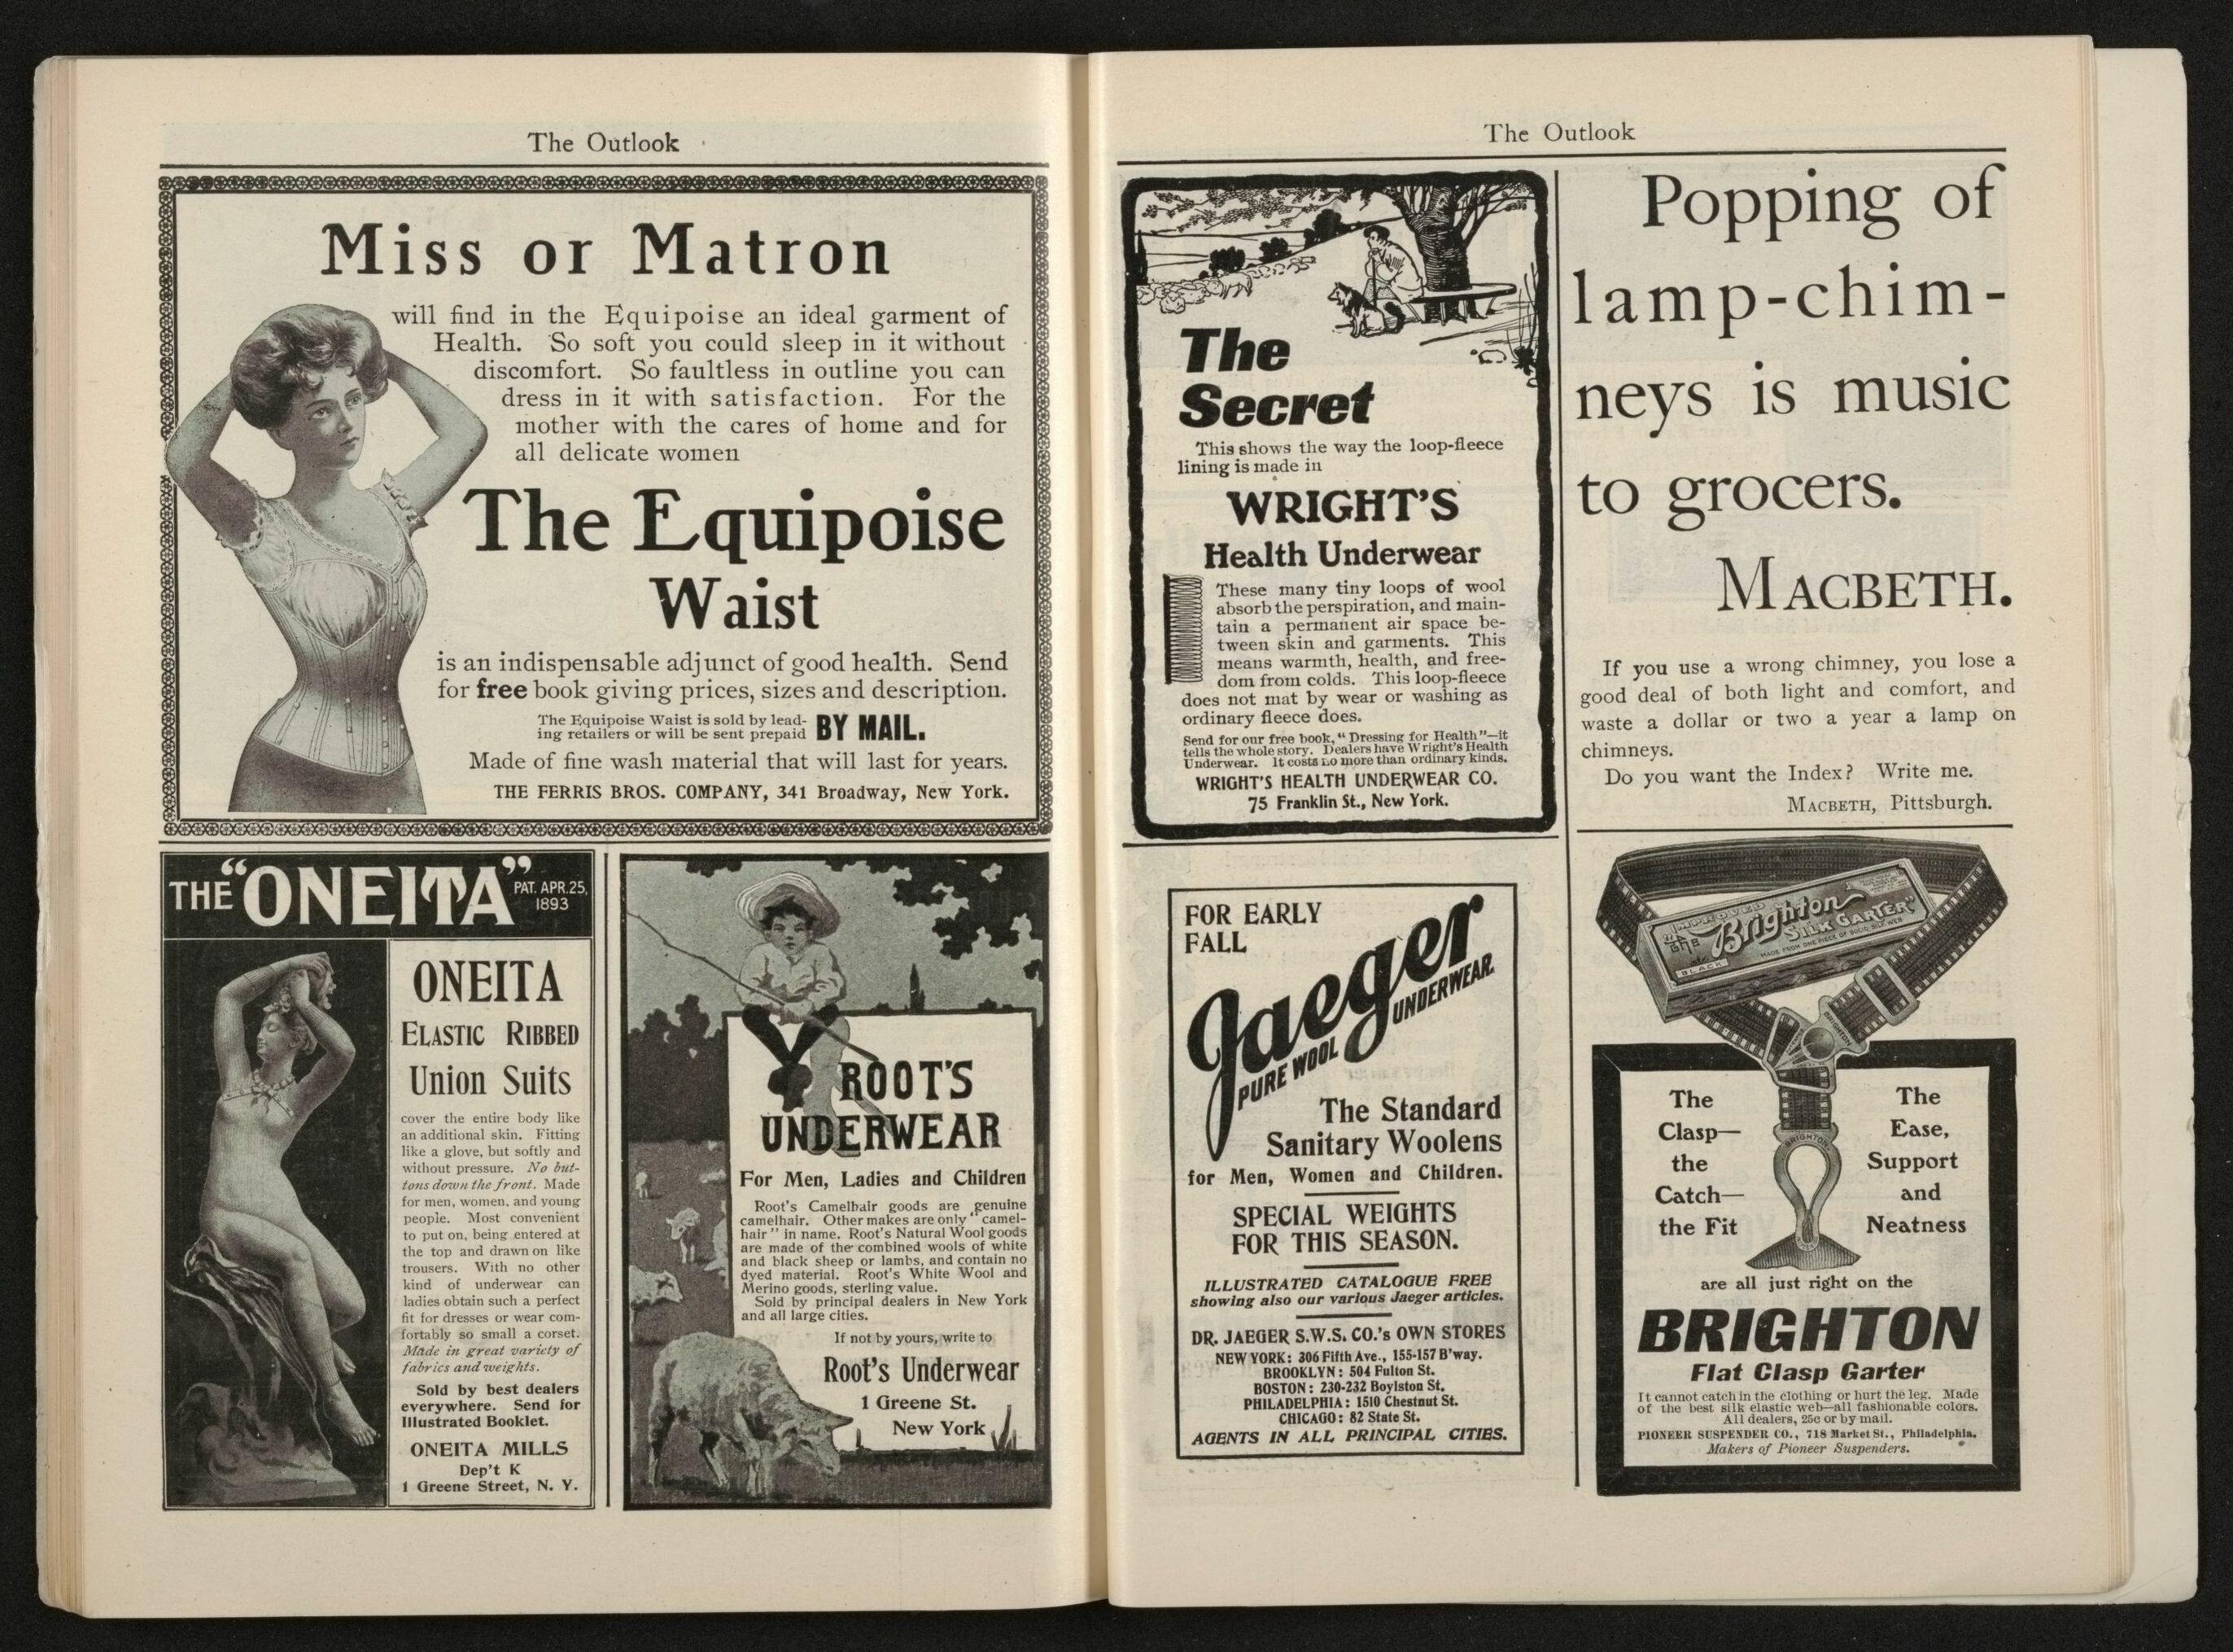 The Outlook
Miss or Matron
will find in the Equipoise an ideal garment of
Health. So soft you could sleep in it without
discomfort. So faultless in outline you can
dress in it with satisfaction. For the
mother with the cares of home and for
all delicate women
The Equipoise
Waist
is an indispensable adjunct of good health. Send
for free book giving prices, sizes and description.
The Equipoise Waist is sold by lead-
ing retailers or will be sent prepaid BY MAIL.
Made of fine wash material that will last for years.
THE FERRIS BROS. COMPANY, 341 Broadway, New York.
THE "ONEITA" PAT. APR. 25,
1893
ONEITA
ELASTIC RIBBED
Union Suits
cover the entire body like
an additional skin. Fitting
like a glove, but softly and
without pressure. No but-
tons down the front. Made
for men, women, and young
people. Most convenient
to put on, being entered at
the top and drawn on like
trousers. With no other
kind of underwear can
ladies obtain such a perfect
fit for dresses or wear com-
fortably so small a corset.
Made in great variety of
fabrics and weights.
Sold by best dealers
everywhere. Send for
Illustrated Booklet.
ONEITA MILLS
Dep't K
1 Greene Street, N. Y.
ROOT'S
UNDERWEAR
For Men, Ladies and Children
Root's Camelhair goods are genuine
camelhair. Other makes are only "camel-
hair" in name. Root's Natural Wool goods
are made of the combined wools of white
and black sheep or lambs, and contain no
dyed material. Root's White Wool and
Merino goods, sterling value.
Sold by principal dealers in New York
and all large cities.
If not by yours, write to
Root's Underwear
1 Greene St.
New York
The Outlook
The
Secret
This shows the way the loop-fleece
lining is made in
WRIGHT'S
Health Underwear
These many tiny loops of wool
absorb the perspiration, and main-
tain a permanent air space be-
tween skin and garments. This
means warmth, health, and free-
dom from colds. This loop-fleece
does not mat by wear or washing as
ordinary fleece does.
Send for our free book, "Dressing for Health"—it
tells the whole story. Dealers have Wright's Health
Underwear. It costs no more than ordinary kinds.
WRIGHT'S HEALTH UNDERWEAR CO.
75 Franklin St., New York.
Popping of
lamp-chim-
neys is music
to grocers.
MACBETH.
If you use a wrong chimney, you lose a
good deal of both light and comfort, and
waste a dollar or two a year a lamp on
chimneys.
Do you want the Index? Write me.
MACBETH, Pittsburgh.
FOR EARLY
FALL
Jaeger
PURE WOOL UNDERWEAR.
The Standard
Sanitary Woolens
for Men, Women and Children.
SPECIAL WEIGHTS
FOR THIS SEASON.
ILLUSTRATED CATALOGUE FREE
showing also our various Jaeger articles.
DR. JAEGER S.W.S. CO.'s OWN STORES
NEW YORK: 306 Fifth Ave., 155-157 B'way.
BROOKLYN: 504 Fulton St.
BOSTON: 230-232 Boylston St.
PHILADELPHIA: 1510 Chestnut St.
CHICAGO: 82 State St.
AGENTS IN ALL PRINCIPAL CITIES.
IMPROVED
Brighton
SILK GARTER
MADE FROM ONE PIECE OF SOLID SILK WEB
BLACK
BRIGHTON
BRIGHTON
The
Clasp—
the
Catch—
the Fit
The
Ease,
Support
and
Neatness
are all just right on the
BRIGHTON
Flat Clasp Garter
It cannot catch in the clothing or hurt the leg. Made
of the best silk elastic web—all fashionable colors.
All dealers, 25c or by mail.
PIONEER SUSPENDER CO., 718 Market St., Philadelphia.
Makers of Pioneer Suspenders.